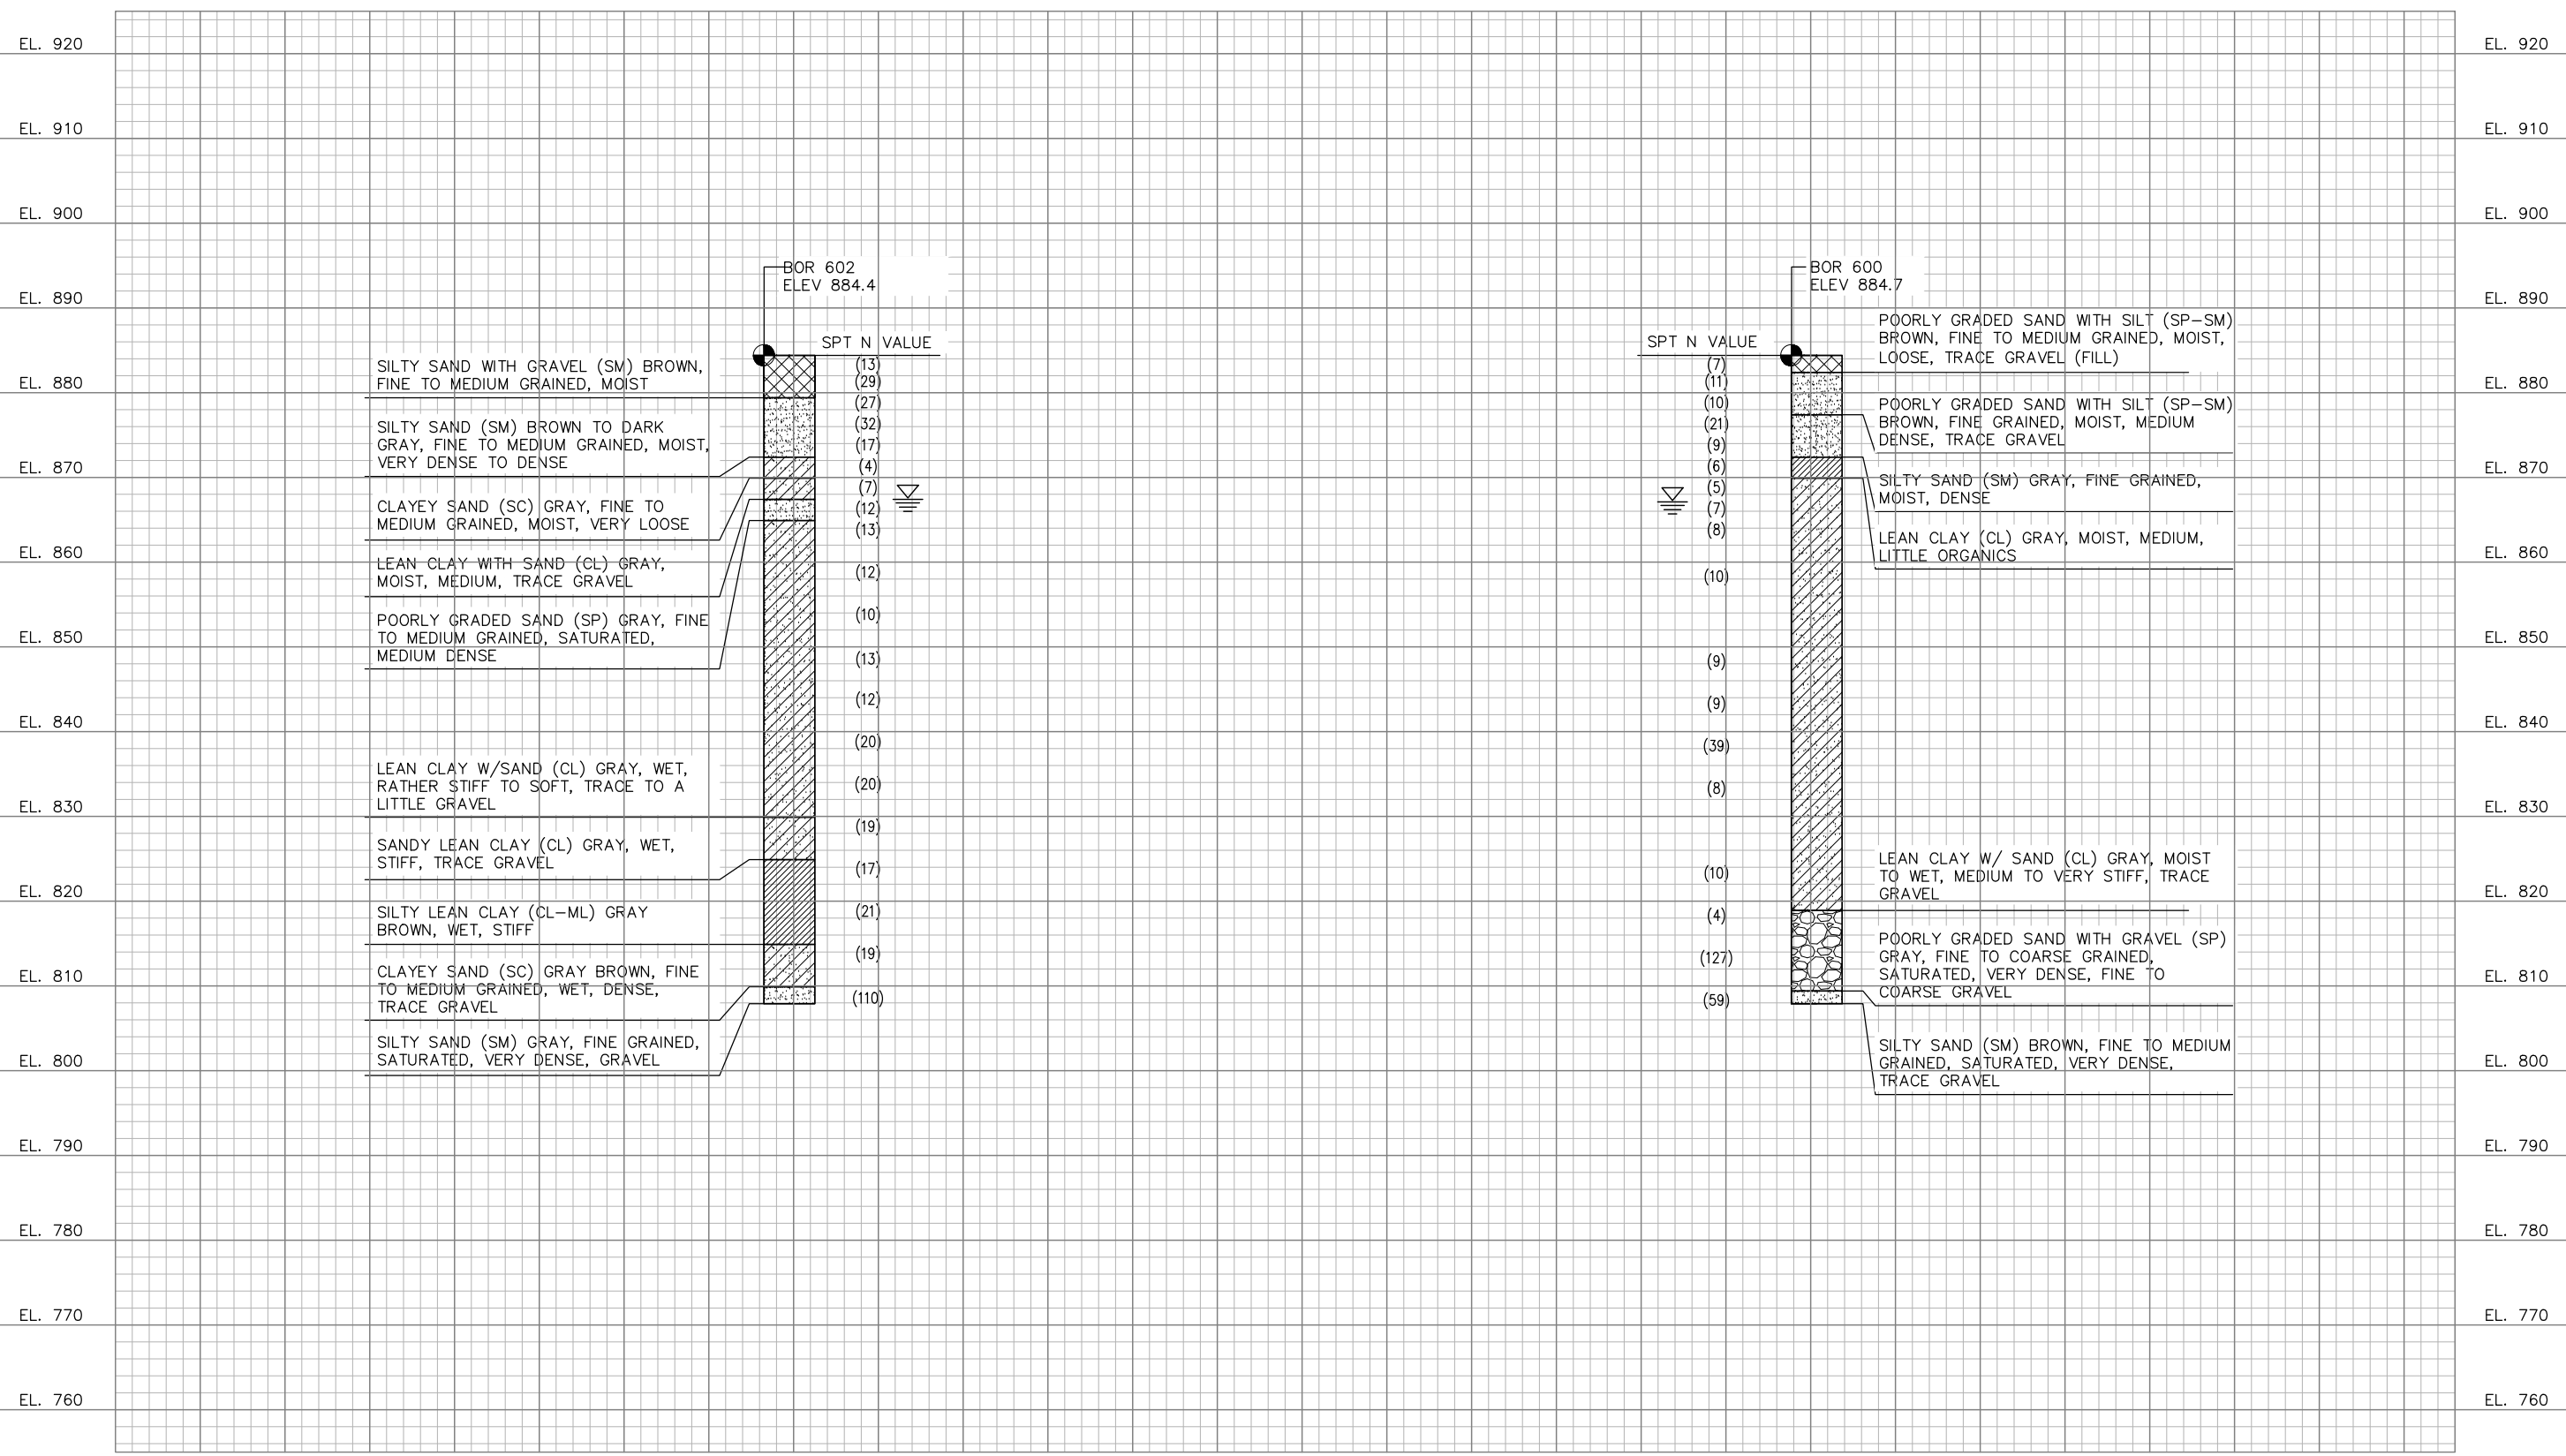 EL. 920
EL. 910
EL. 900
EL. 890
EL. 880
EL. 870
EL. 860
EL. 850
EL. 840
EL. 830
EL. 820
EL. 810
EL. 800
EL. 790
EL. 780
EL. 770
EL. 760
BOR 602
ELEV 884.4
SPT N VALUE
(13)
(29)
(27)
(32)
(17)
(4)
(7)
(12)
(13)
(12)
(10)
(13)
(12)
(20)
(20)
(19)
(17)
(21)
(19)
(110)
SILTY SAND WITH GRAVEL (SM) BROWN,
FINE TO MEDIUM GRAINED, MOIST
SILTY SAND (SM) BROWN TO DARK
GRAY, FINE TO MEDIUM GRAINED, MOIST,
VERY DENSE TO DENSE
CLAYEY SAND (SC) GRAY, FINE TO
MEDIUM GRAINED, MOIST, VERY LOOSE
LEAN CLAY WITH SAND (CL) GRAY,
MOIST, MEDIUM, TRACE GRAVEL
POORLY GRADED SAND (SP) GRAY, FINE
TO MEDIUM GRAINED, SATURATED,
MEDIUM DENSE
LEAN CLAY W/SAND (CL) GRAY, WET,
RATHER STIFF TO SOFT, TRACE TO A
LITTLE GRAVEL
SANDY LEAN CLAY (CL) GRAY, WET,
STIFF, TRACE GRAVEL
SILTY LEAN CLAY (CL-ML) GRAY
BROWN, WET, STIFF
CLAYEY SAND (SC) GRAY BROWN, FINE
TO MEDIUM GRAINED, WET, DENSE,
TRACE GRAVEL
SILTY SAND (SM) GRAY, FINE GRAINED,
SATURATED, VERY DENSE, GRAVEL
BOR 600
ELEV 884.7
SPT N VALUE
(7)
(11)
(10)
(21)
(9)
(6)
(5)
(7)
(8)
(10)
(9)
(9)
(39)
(8)
(10)
(4)
(127)
(59)
POORLY GRADED SAND WITH SILT (SP-SM)
BROWN, FINE TO MEDIUM GRAINED, MOIST,
LOOSE, TRACE GRAVEL (FILL)
POORLY GRADED SAND WITH SILT (SP-SM)
BROWN, FINE GRAINED, MOIST, MEDIUM
DENSE, TRACE GRAVEL
SILTY SAND (SM) GRAY, FINE GRAINED,
MOIST, DENSE
LEAN CLAY (CL) GRAY, MOIST, MEDIUM,
LITTLE ORGANICS
LEAN CLAY W/ SAND (CL) GRAY, MOIST
TO WET, MEDIUM TO VERY STIFF, TRACE
GRAVEL
POORLY GRADED SAND WITH GRAVEL (SP)
GRAY, FINE TO COARSE GRAINED,
SATURATED, VERY DENSE, FINE TO
COARSE GRAVEL
SILTY SAND (SM) BROWN, FINE TO MEDIUM
GRAINED, SATURATED, VERY DENSE,
TRACE GRAVEL
EL. 920
EL. 910
EL. 900
EL. 890
EL. 880
EL. 870
EL. 860
EL. 850
EL. 840
EL. 830
EL. 820
EL. 810
EL. 800
EL. 790
EL. 780
EL. 770
EL. 760